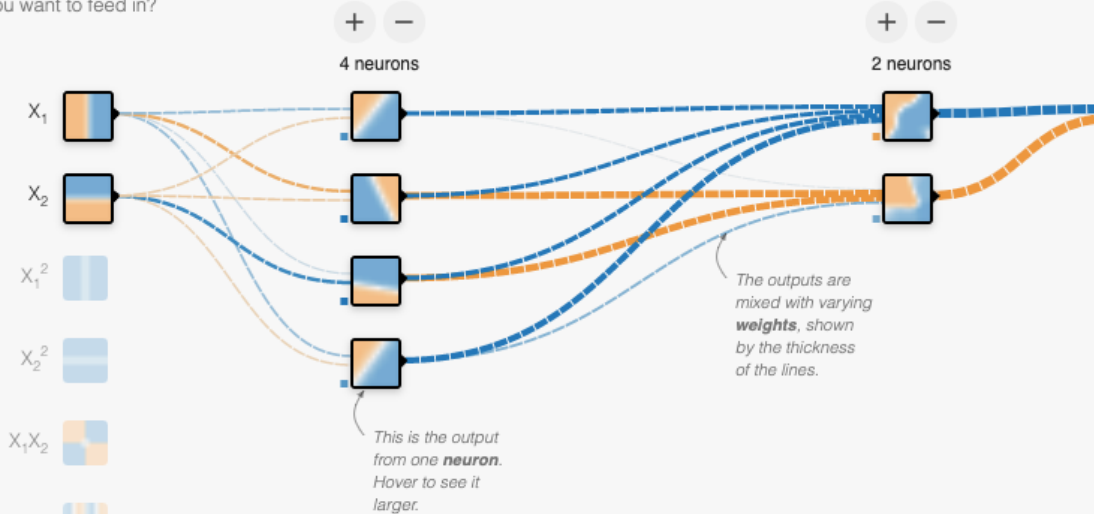 ou want to feed in?
+ −
+ −
4 neurons
2 neurons
X₁
X₂
X₁²
X₂²
X₁X₂
The outputs are
mixed with varying
weights, shown
by the thickness
of the lines.
This is the output
from one neuron.
Hover to see it
larger.